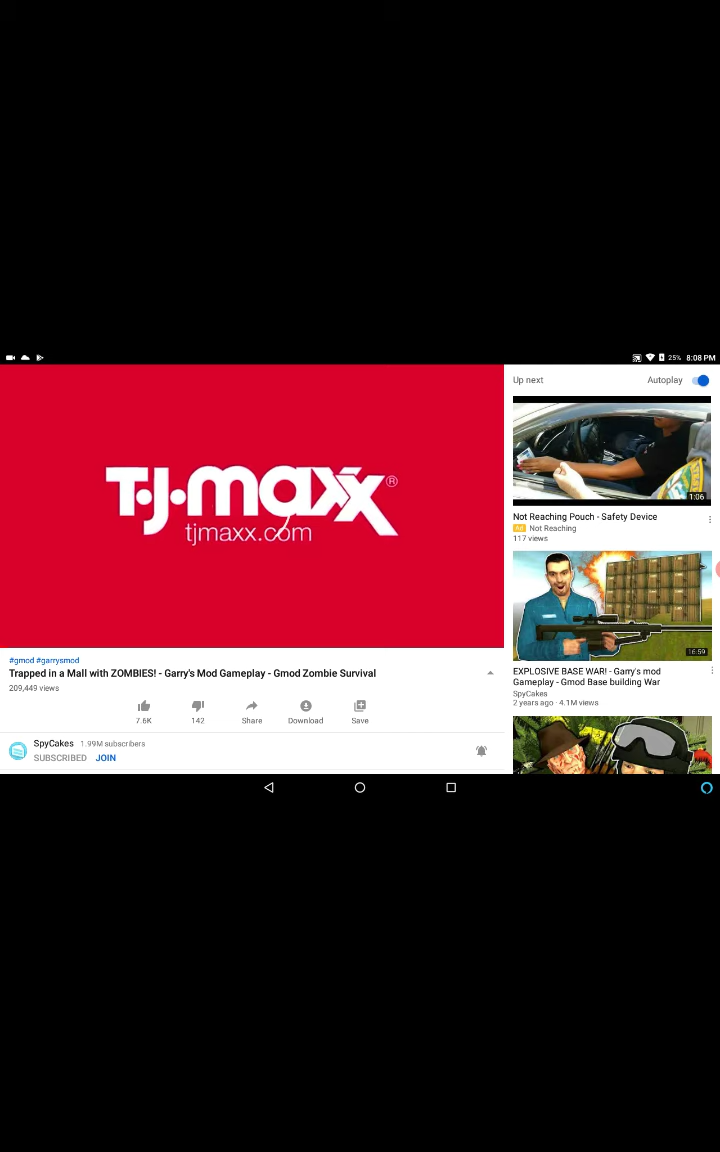 25% 8:08 PM
T·J·maxx®
tjmaxx.com
#gmod #garrysmod
Trapped in a Mall with ZOMBIES! - Garry's Mod Gameplay - Gmod Zombie Survival
209,449 views
7.6K 142 Share Download Save
SpyCakes 1.99M subscribers
SUBSCRIBED JOIN
Up next Autoplay
1:06
Not Reaching Pouch - Safety Device
Ad Not Reaching
117 views
16:59
EXPLOSIVE BASE WAR! - Garry's mod
Gameplay - Gmod Base building War
SpyCakes
2 years ago · 4.1M views